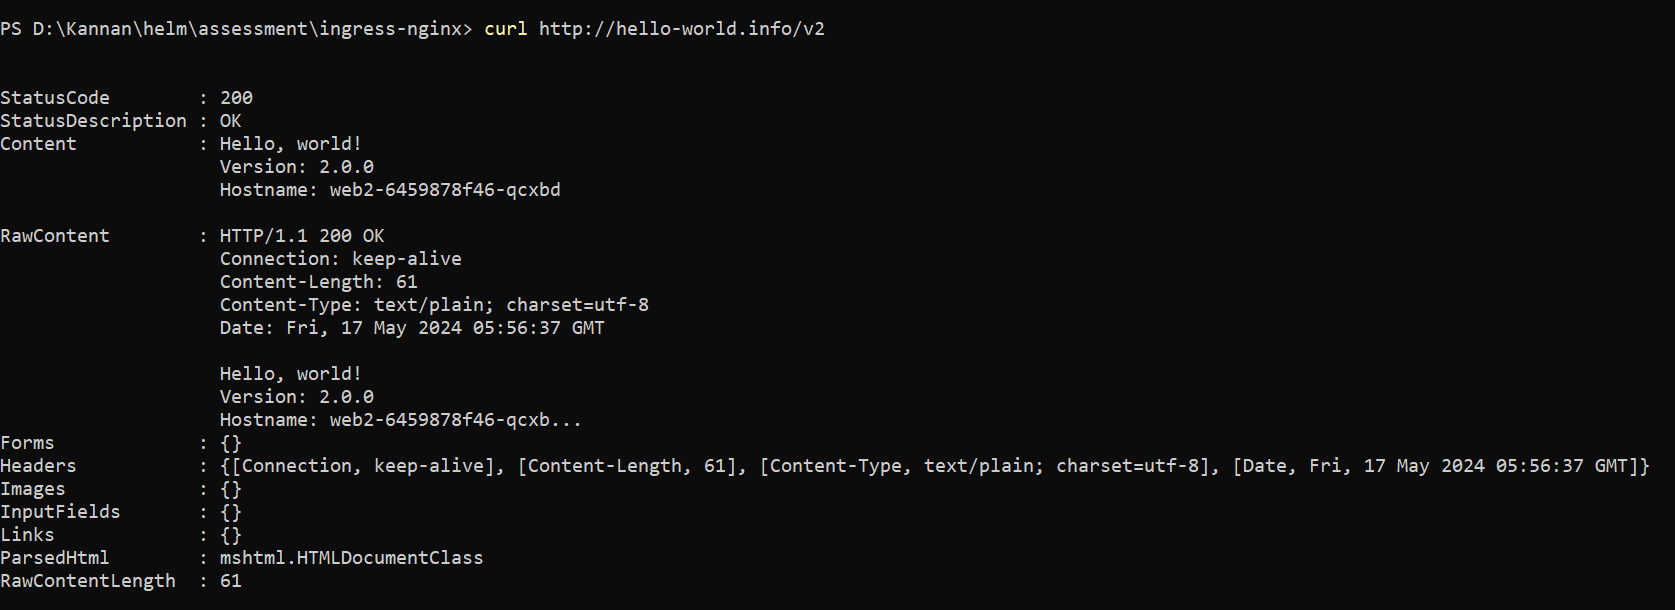 PS D:\Kannan\helm\assessment\ingress-nginx> curl http://hello-world.info/v2
StatusCode        : 200
StatusDescription : OK
Content           : Hello, world!
                    Version: 2.0.0
                    Hostname: web2-6459878f46-qcxbd
RawContent        : HTTP/1.1 200 OK
                    Connection: keep-alive
                    Content-Length: 61
                    Content-Type: text/plain; charset=utf-8
                    Date: Fri, 17 May 2024 05:56:37 GMT
                    Hello, world!
                    Version: 2.0.0
                    Hostname: web2-6459878f46-qcxb...
Forms             : {}
Headers           : {[Connection, keep-alive], [Content-Length, 61], [Content-Type, text/plain; charset=utf-8], [Date, Fri, 17 May 2024 05:56:37 GMT]}
Images            : {}
InputFields       : {}
Links             : {}
ParsedHtml        : mshtml.HTMLDocumentClass
RawContentLength  : 61